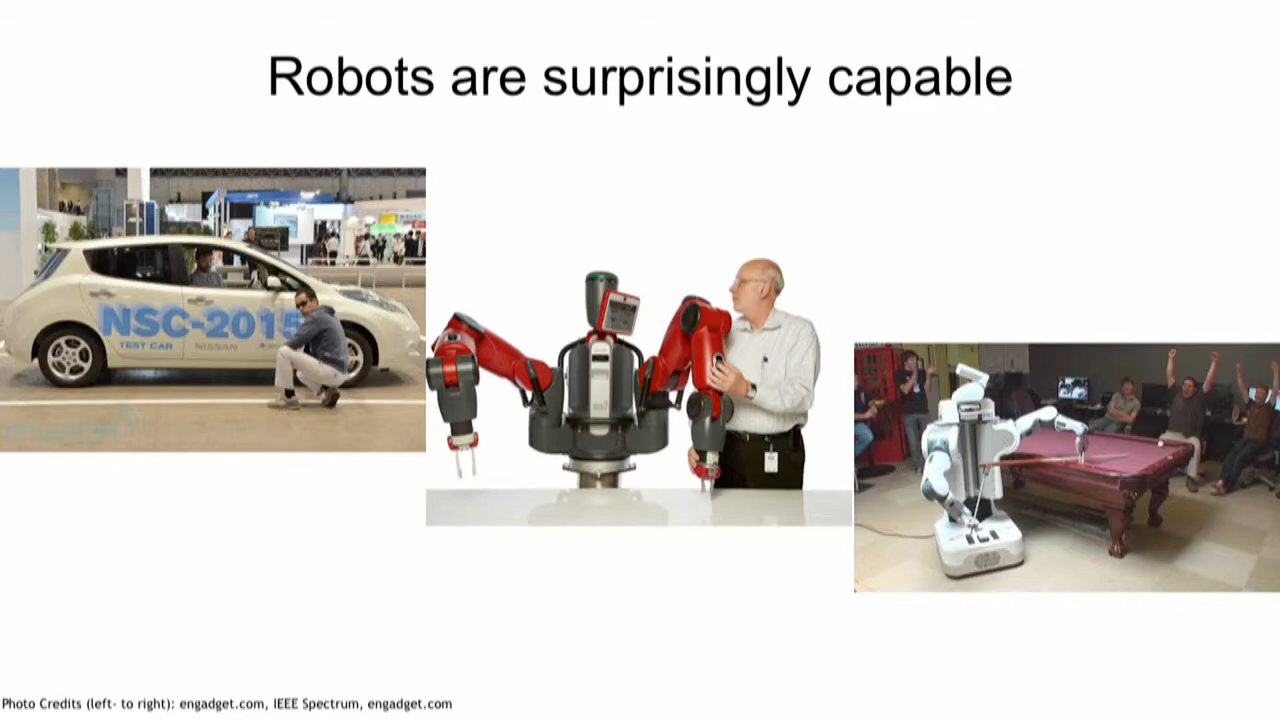 Robots are surprisingly capable
NSC-2015
TEST CAR
NISSAN
engadget
Photo Credits (left- to right): engadget.com, IEEE Spectrum, engadget.com